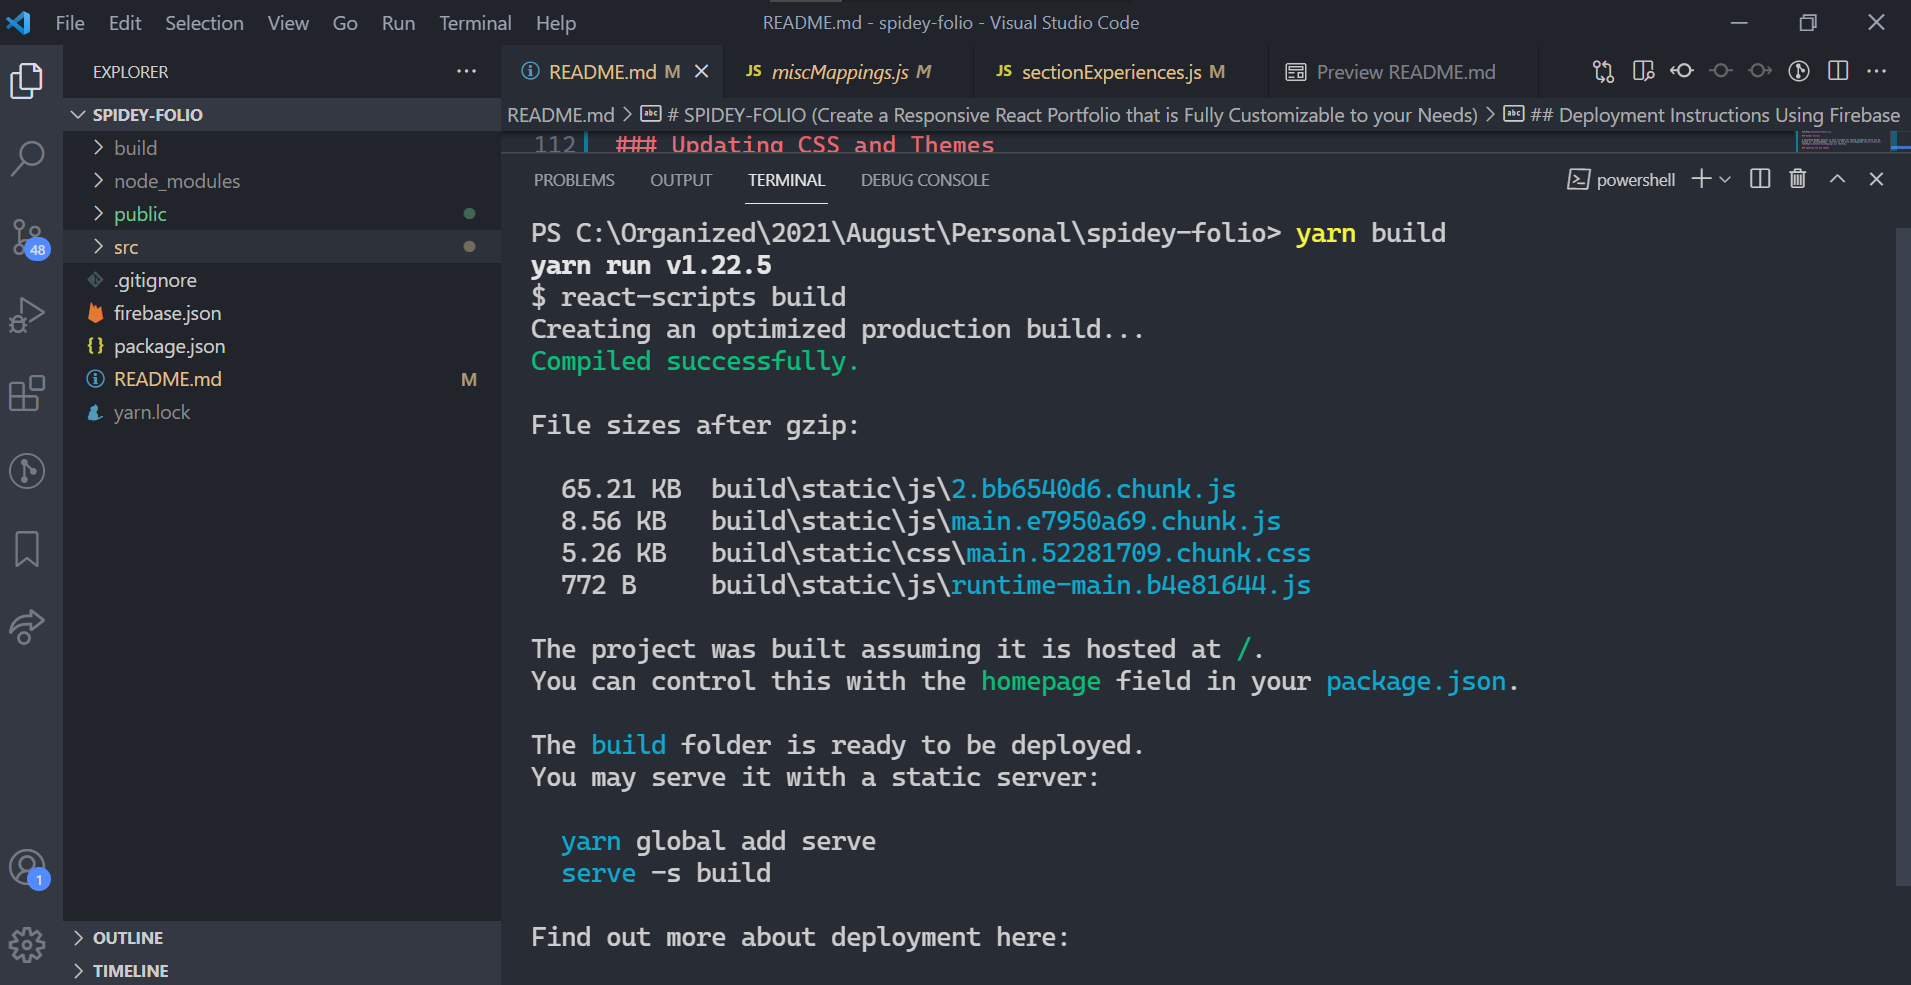 File Edit Selection View Go Run Terminal Help README.md - spidey-folio - Visual Studio Code
EXPLORER
README.md M
JS miscMappings.js M
JS sectionExperiences.js M
Preview README.md
SPIDEY-FOLIO
README.md > # SPIDEY-FOLIO (Create a Responsive React Portfolio that is Fully Customizable to your Needs) > ## Deployment Instructions Using Firebase
build
node_modules
public
src
.gitignore
firebase.json
package.json
README.md M
yarn.lock
48
1
OUTLINE
TIMELINE
112 ### Updating CSS and Themes
PROBLEMS OUTPUT TERMINAL DEBUG CONSOLE powershell
PS C:\Organized\2021\August\Personal\spidey-folio> yarn build
yarn run v1.22.5
$ react-scripts build
Creating an optimized production build...
Compiled successfully.
File sizes after gzip:
65.21 KB build\static\js\2.bb6540d6.chunk.js
8.56 KB build\static\js\main.e7950a69.chunk.js
5.26 KB build\static\css\main.52281709.chunk.css
772 B build\static\js\runtime-main.b4e81644.js
The project was built assuming it is hosted at /.
You can control this with the homepage field in your package.json.
The build folder is ready to be deployed.
You may serve it with a static server:
yarn global add serve
serve -s build
Find out more about deployment here: